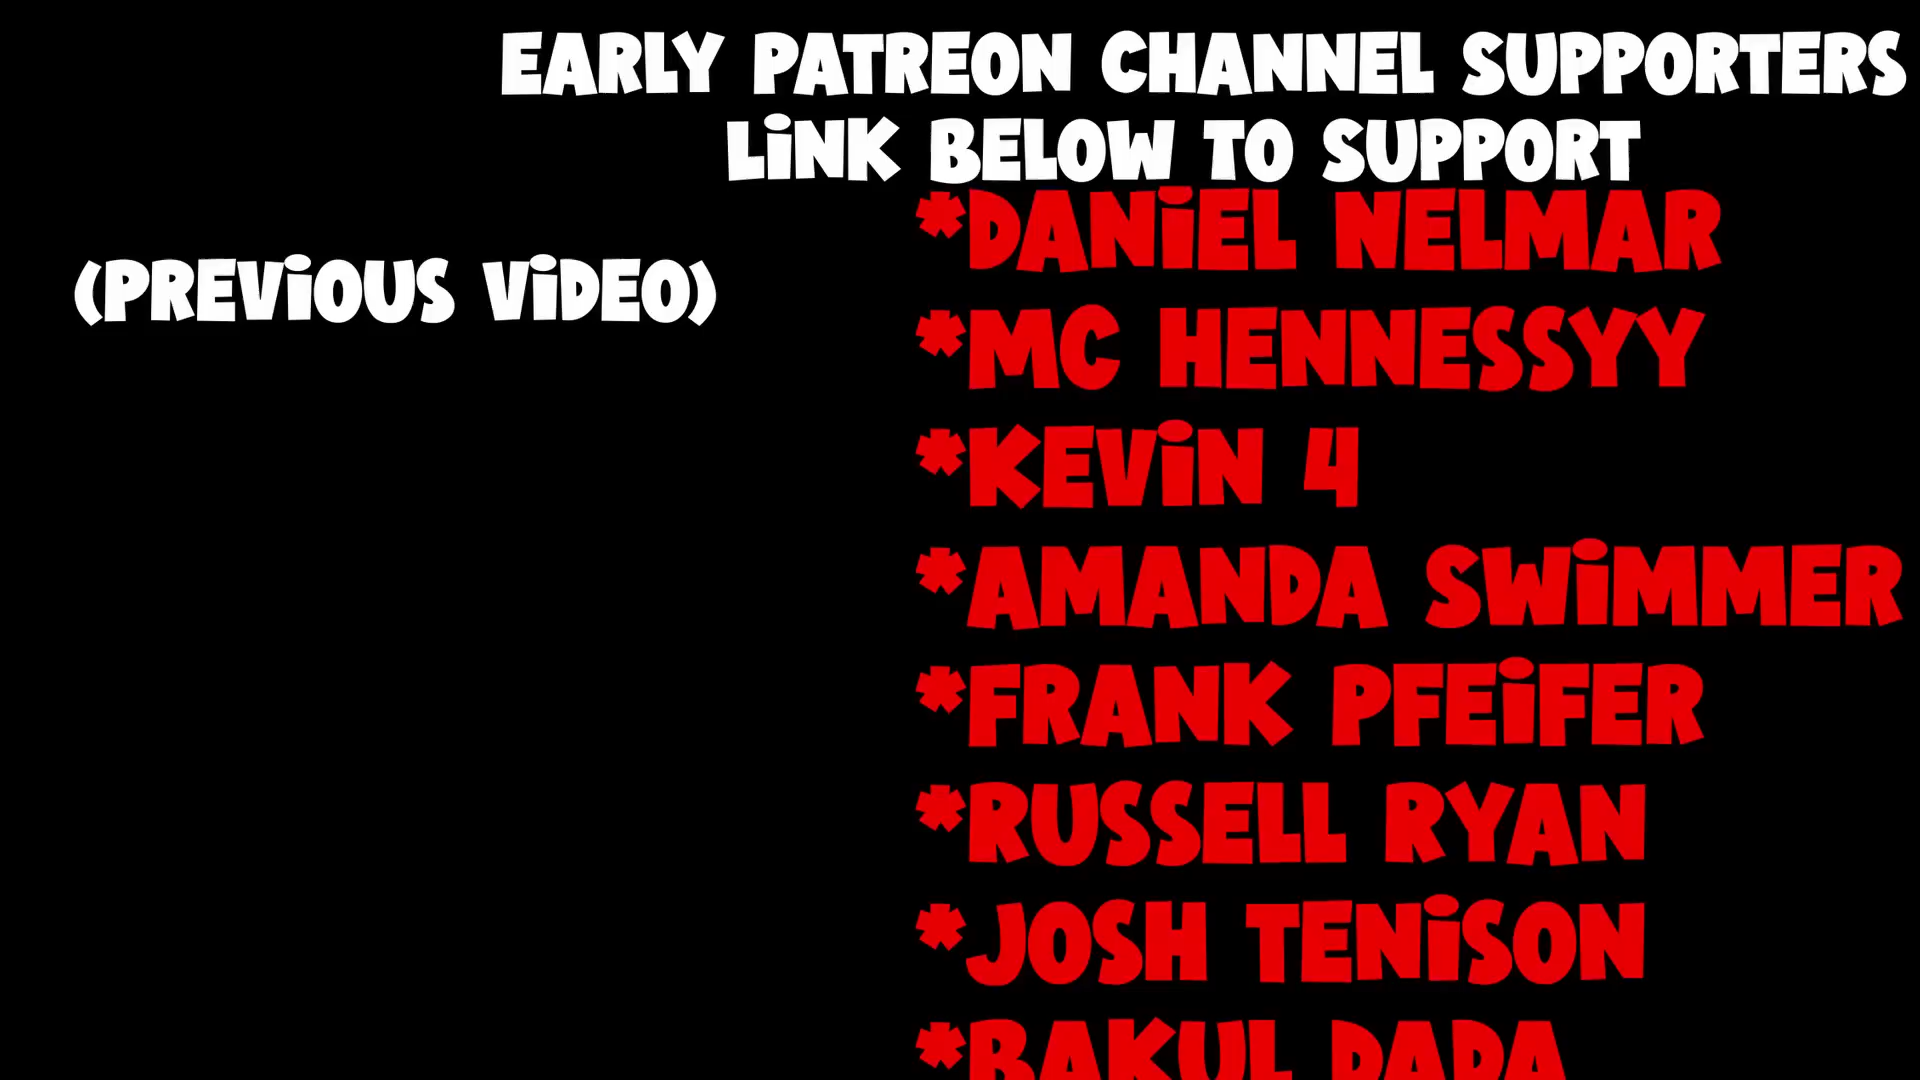 EARLY PATREON CHANNEL SUPPORTERS
LiNK BELOW TO SUPPORT
*DANiEL NELMAR
(PREViOUS ViDEO)
*MC HENNESSYY
*KEViN 4
*AMANDA SWiMMER
*FRANK PFEiFER
*RUSSELL RYAN
*JOSH TENiSON
*BAKUL